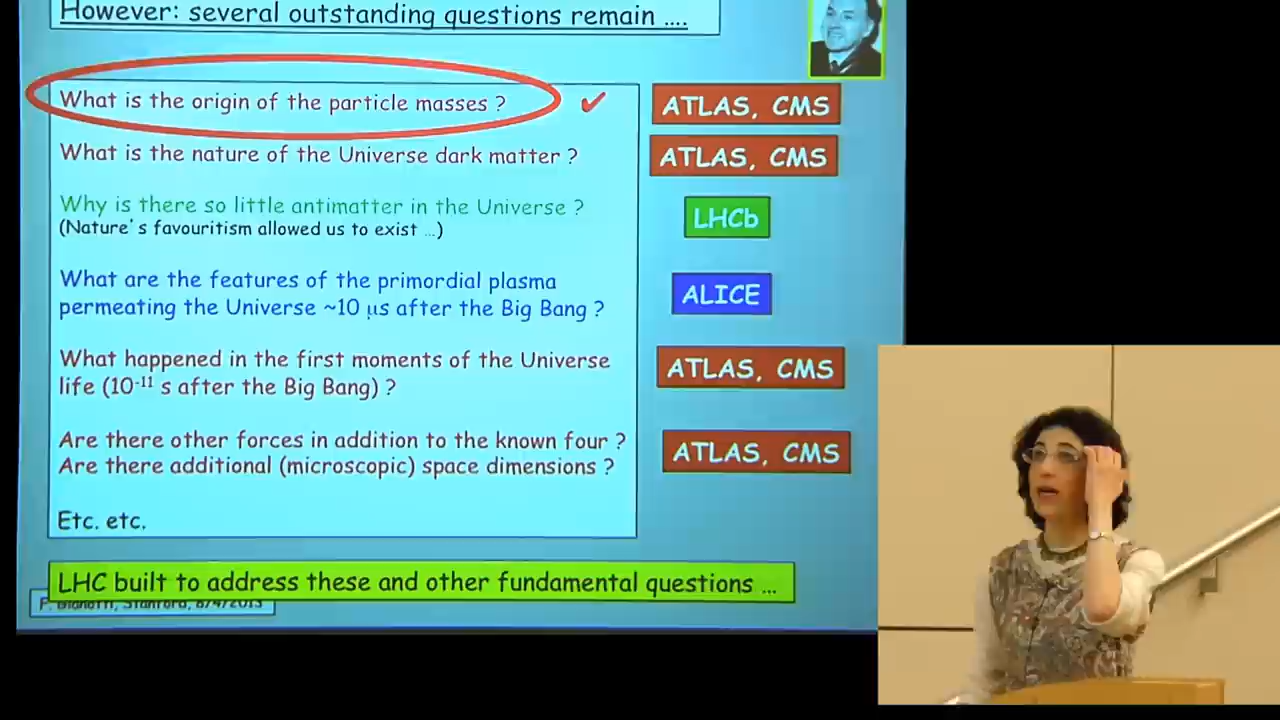 However: several outstanding questions remain ....
What is the origin of the particle masses ? ✓
ATLAS, CMS
What is the nature of the Universe dark matter ?
ATLAS, CMS
Why is there so little antimatter in the Universe ?
(Nature's favouritism allowed us to exist …)
LHCb
What are the features of the primordial plasma
permeating the Universe ~10 μs after the Big Bang ?
ALICE
What happened in the first moments of the Universe
life (10⁻¹¹ s after the Big Bang) ?
ATLAS, CMS
Are there other forces in addition to the known four ?
Are there additional (microscopic) space dimensions ?
ATLAS, CMS
Etc. etc.
LHC built to address these and other fundamental questions …
F. Gianotti, Stanford, 8/4/2013